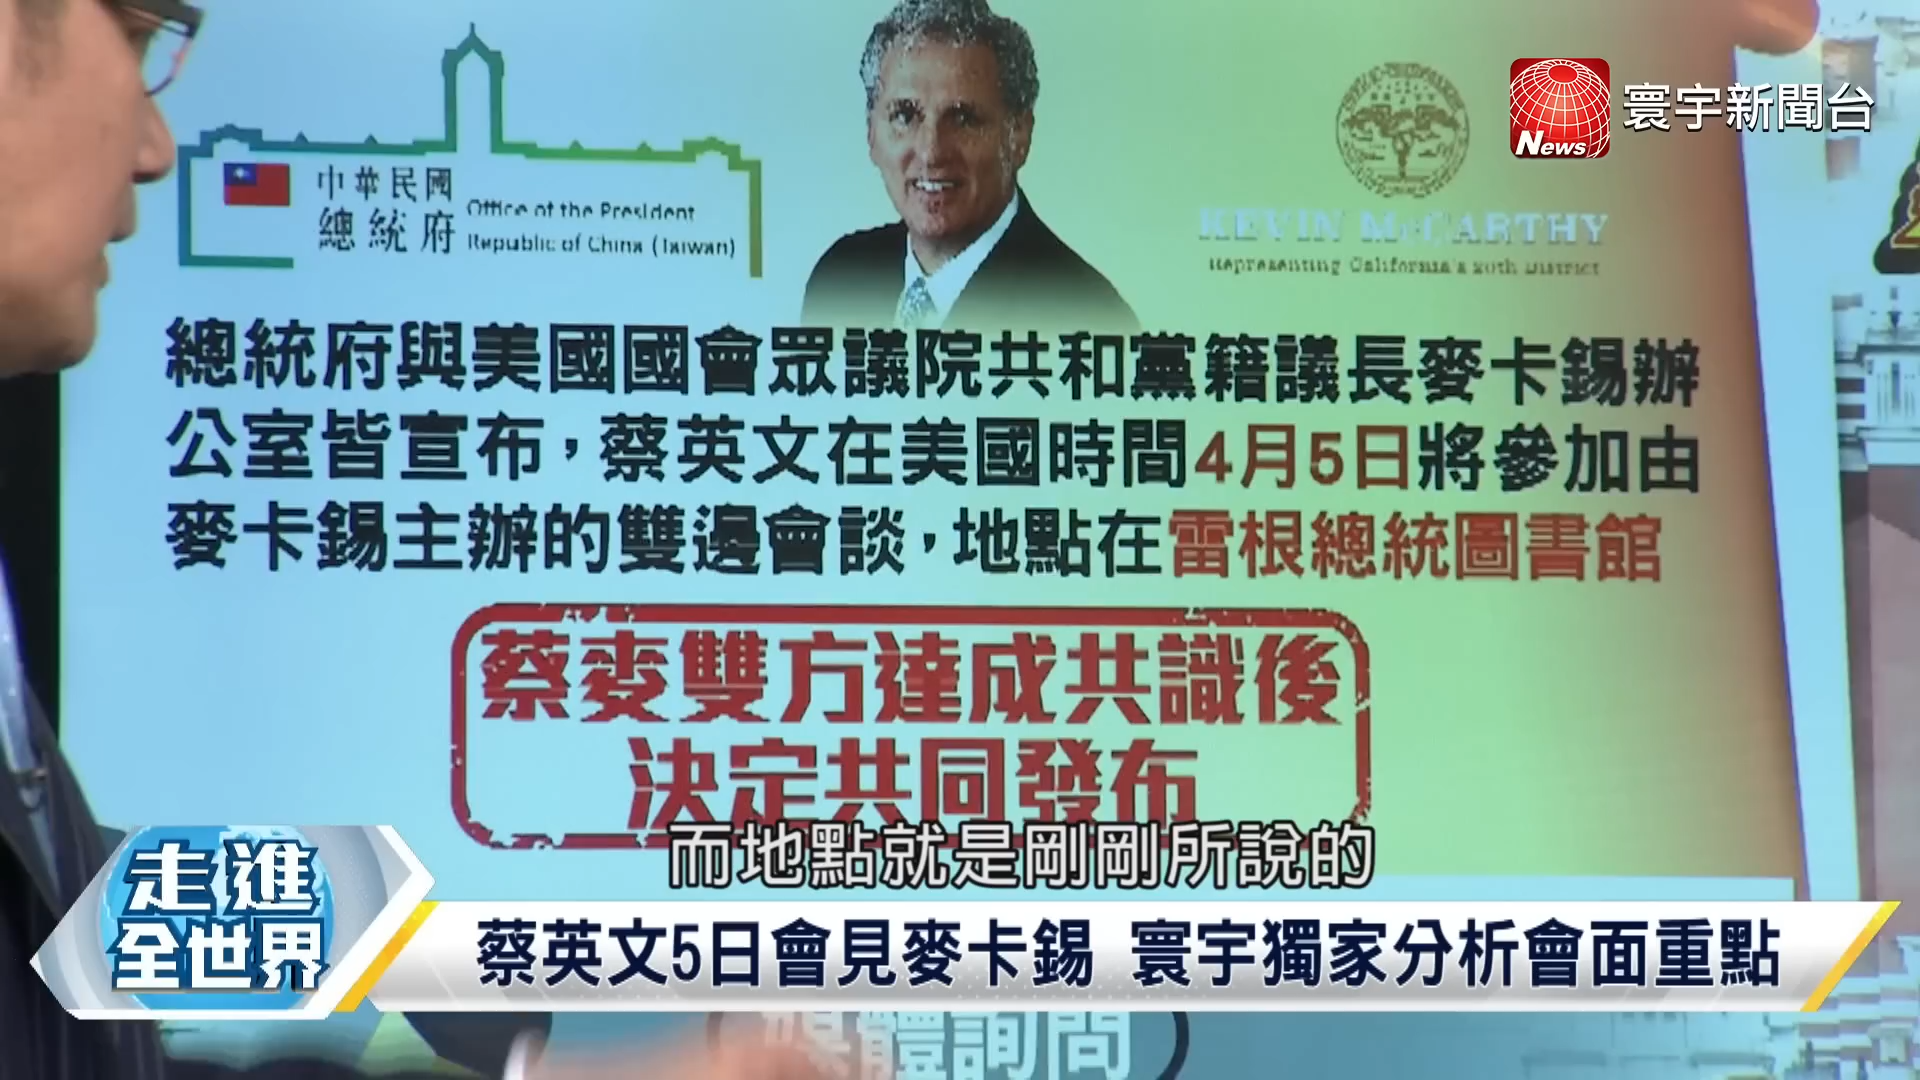 寰宇新聞台
News
中華民國
總統府
Office of the President
Republic of China (Taiwan)
KEVIN McCARTHY
Representing California's 20th District
總統府與美國國會眾議院共和黨籍議長麥卡錫辦
公室皆宣布，蔡英文在美國時間4月5日將參加由
麥卡錫主辦的雙邊會談，地點在雷根總統圖書館
蔡麥雙方達成共識後
決定共同發布
而地點就是剛剛所說的
走進
全世界
蔡英文5日會見麥卡錫 寰宇獨家分析會面重點
媒體詢問